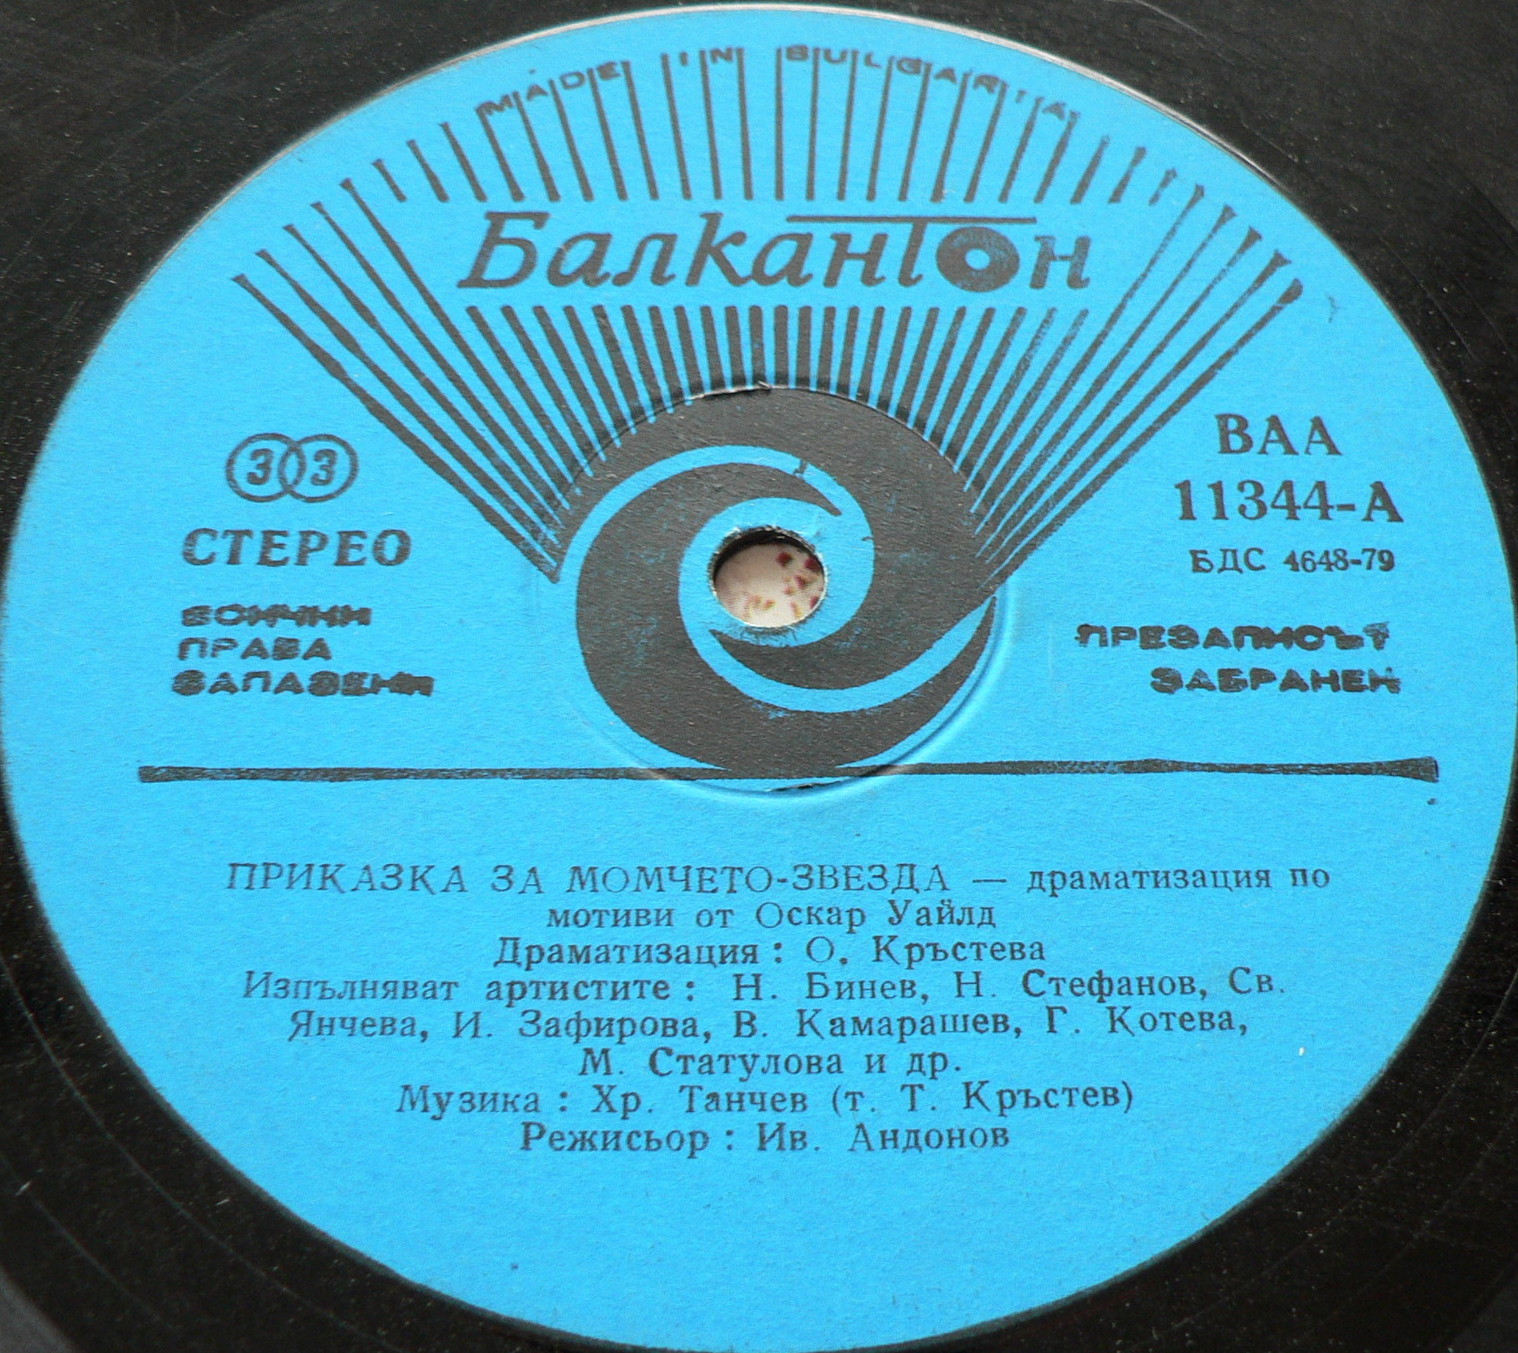 MADE IN BULGARIA
Балкантон
33
СТЕРЕО
ВСИЧКИ
ПРАВА
ЗАПАЗЕНИ
ВАА
11344-А
БДС 4648-79
ПРЕЗАПИСЪТ
ЗАБРАНЕН
ПРИКАЗКА ЗА МОМЧЕТО-ЗВЕЗДА — драматизация по
мотиви от Оскар Уайлд
Драматизация : О. Кръстева
Изпълняват артистите : Н. Бинев, Н. Стефанов, Св.
Янчева, И. Зафирова, В. Камарашев, Г. Котева,
М. Статулова и др.
Музика : Хр. Танчев (т. Т. Кръстев)
Режисьор : Ив. Андонов